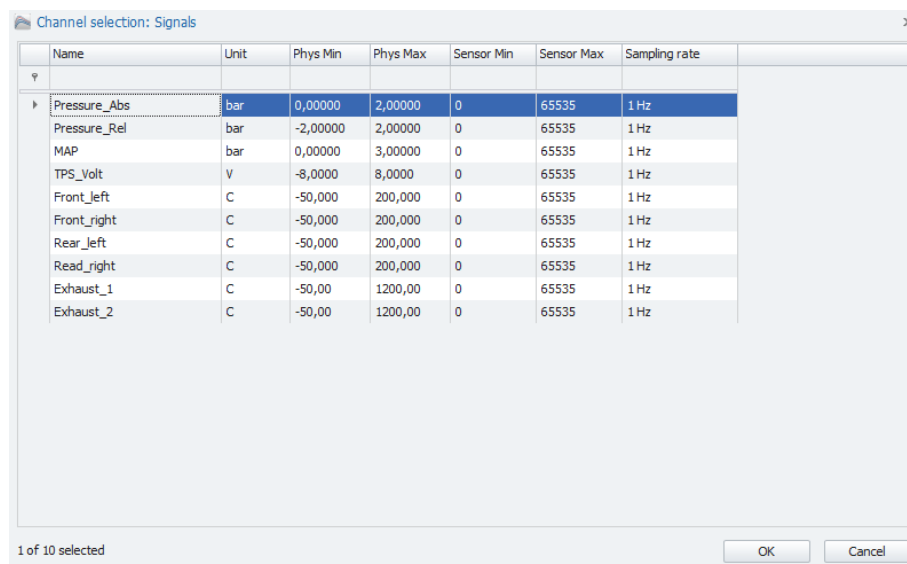 Channel selection: Signals
Name Unit Phys Min Phys Max Sensor Min Sensor Max Sampling rate
Pressure_Abs bar 0,00000 2,00000 0 65535 1 Hz
Pressure_Rel bar -2,00000 2,00000 0 65535 1 Hz
MAP bar 0,00000 3,00000 0 65535 1 Hz
TPS_Volt V -8,0000 8,0000 0 65535 1 Hz
Front_left C -50,000 200,000 0 65535 1 Hz
Front_right C -50,000 200,000 0 65535 1 Hz
Rear_left C -50,000 200,000 0 65535 1 Hz
Read_right C -50,000 200,000 0 65535 1 Hz
Exhaust_1 C -50,00 1200,00 0 65535 1 Hz
Exhaust_2 C -50,00 1200,00 0 65535 1 Hz
1 of 10 selected OK Cancel